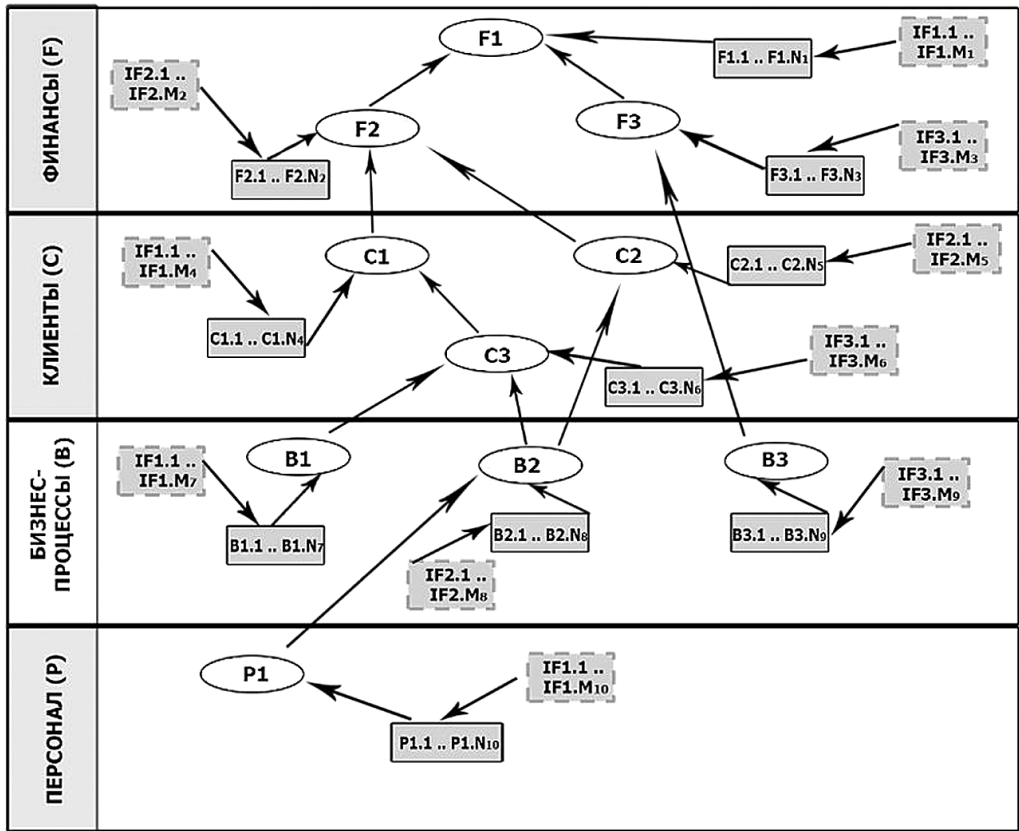 ФИНАНСЫ (F)
F1
F1.1 .. F1.N₁
IF1.1 ..
IF1.M₁
IF2.1 ..
IF2.M₂
F2
F3
F2.1 .. F2.N₂
F3.1 .. F3.N₃
IF3.1 ..
IF3.M₃
КЛИЕНТЫ (C)
IF1.1 ..
IF1.M₄
C1
C2
C2.1 .. C2.N₅
IF2.1 ..
IF2.M₅
C1.1 .. C1.N₄
C3
C3.1 .. C3.N₆
IF3.1 ..
IF3.M₆
БИЗНЕС-
ПРОЦЕССЫ (B)
IF1.1 ..
IF1.M₇
B1
B2
B3
IF3.1 ..
IF3.M₉
B1.1 .. B1.N₇
B2.1 .. B2.N₈
B3.1 .. B3.N₉
IF2.1 ..
IF2.M₈
ПЕРСОНАЛ (P)
P1
IF1.1 ..
IF1.M₁₀
P1.1 .. P1.N₁₀